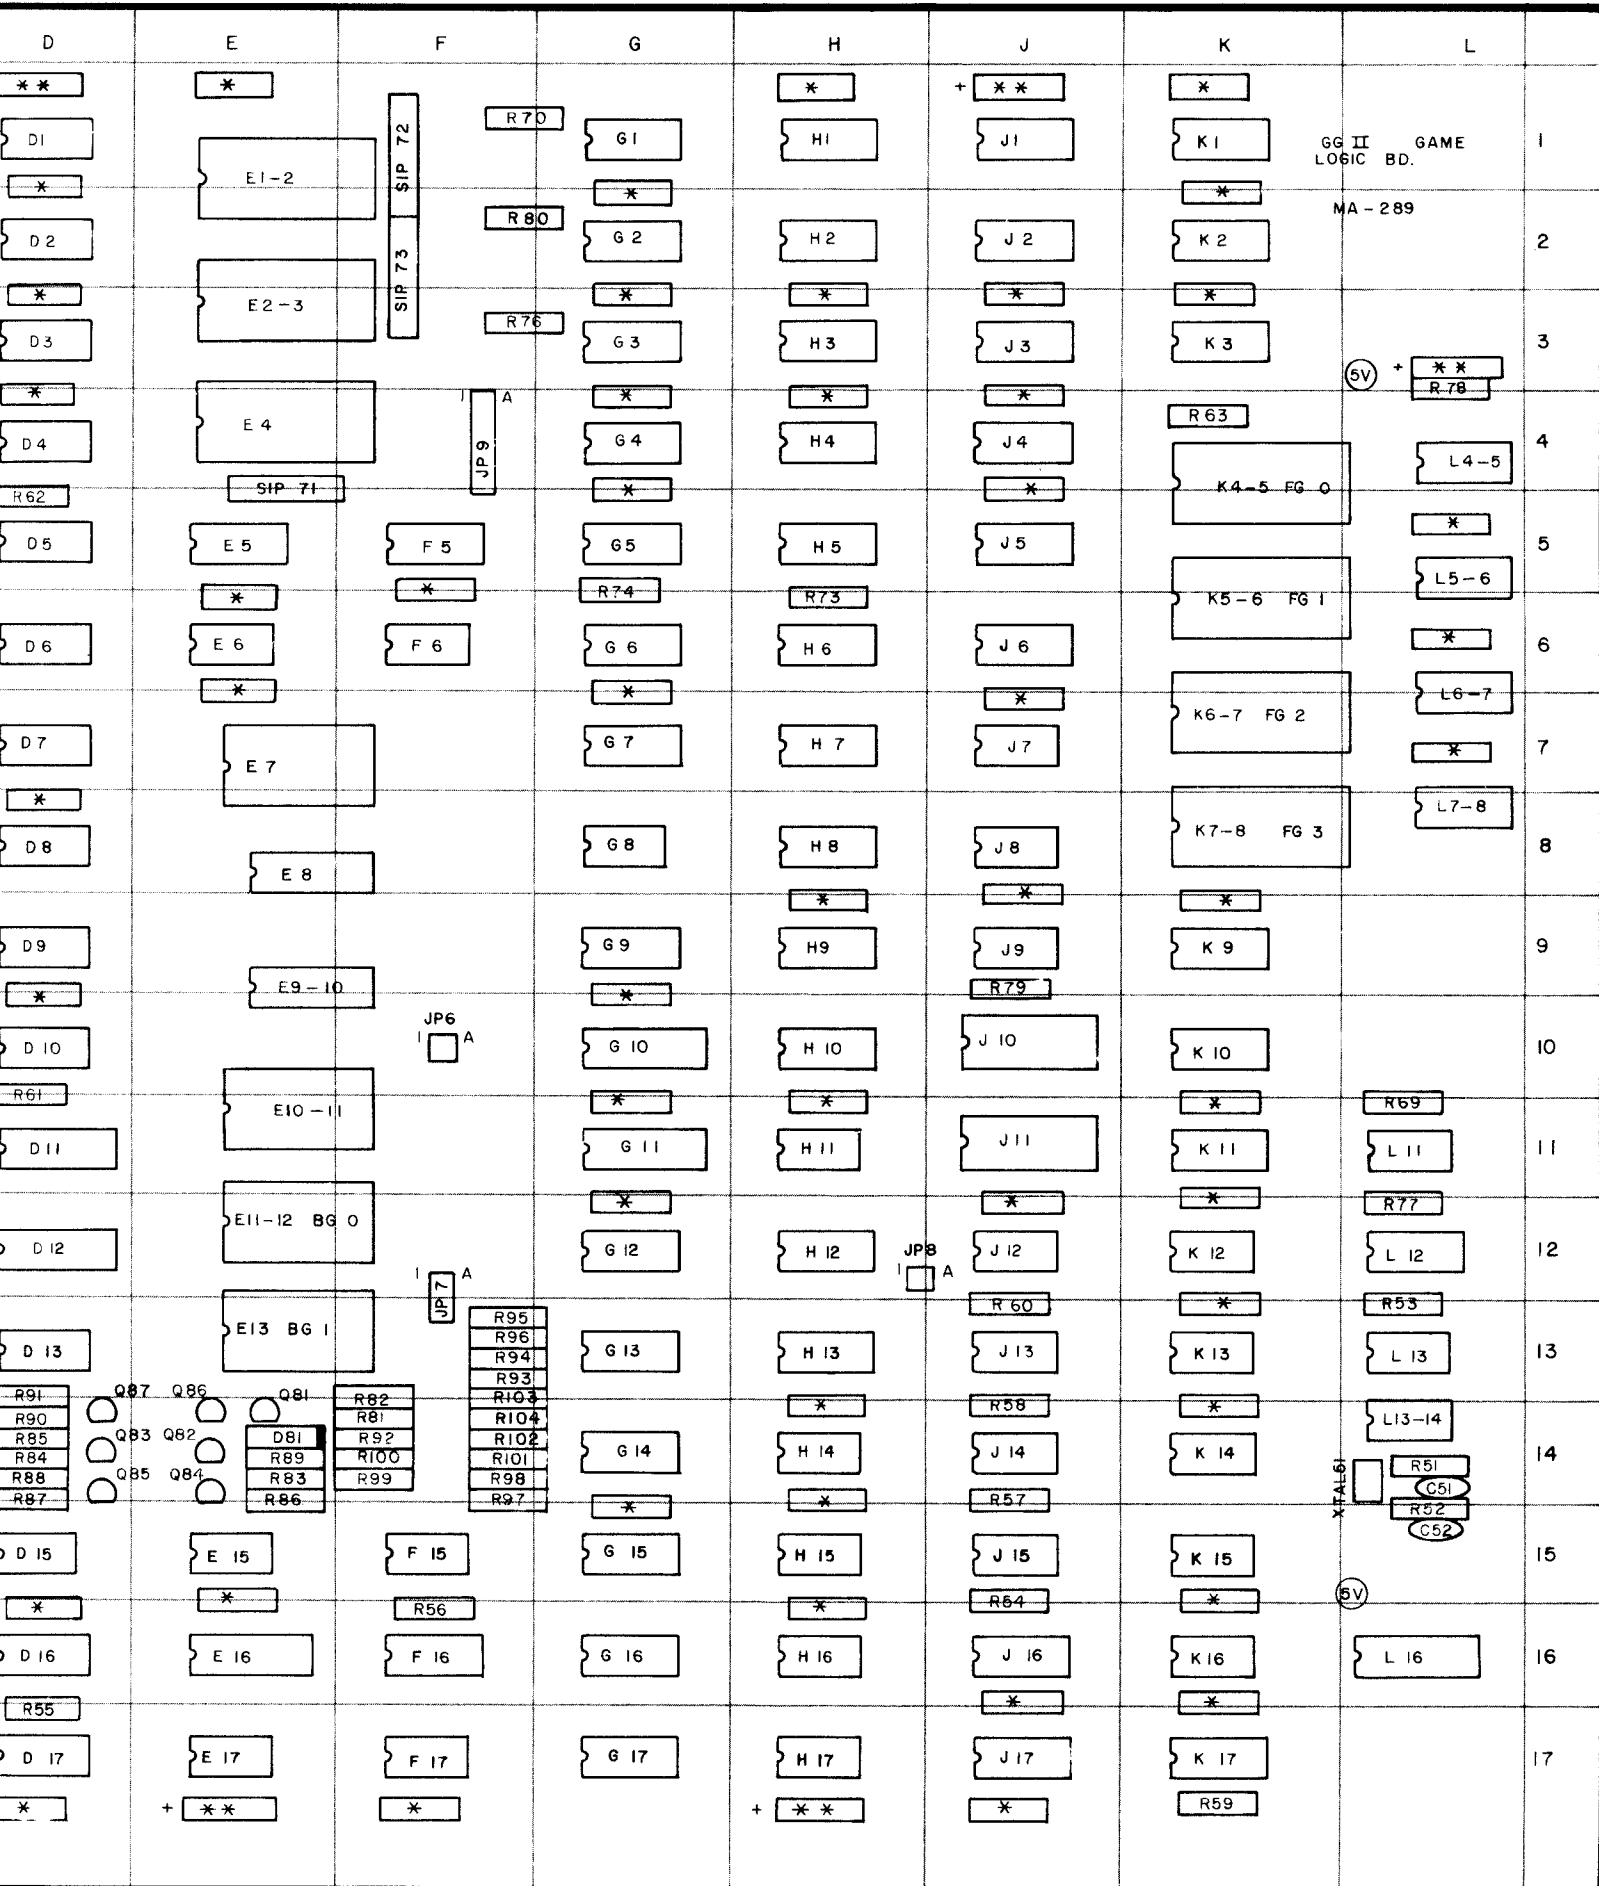 D E F G H J K L
** * * + ** *
R70
D1 SIP 72 G1 H1 J1 K1 GG II GAME 1
LOGIC BD.
E1-2
* * *
MA-289
R80
D2 G2 H2 J2 K2 2
SIP 73
* E2-3 * * * *
R76
D3 G3 H3 J3 K3 3
5V + **
R78
* 1 A * * *
R63
D4 E4 JP9 G4 H4 J4 4
L4-5
R62 SIP 71 * * K4-5 FG 0
*
D5 E5 F5 G5 H5 J5 5
L5-6
* * R74 R73 K5-6 FG 1
D6 E6 F6 G6 H6 J6 * 6
* * * L6-7
K6-7 FG 2
D7 E7 G7 H7 J7 * 7
*
L7-8
K7-8 FG 3
D8 G8 H8 J8 8
E8
* * *
D9 G9 H9 J9 K9 9
E9-10 R79
* *
JP6
1 A
D10 G10 H10 J10 K10 10
R61 * * * R69
E10-11
D11 G11 H11 J11 K11 L11 11
* * * R77
E11-12 BG 0
D12 G12 H12 JP8 J12 K12 L12 12
1 A 1 A
JP7
R60 * R53
R95
E13 BG 1 R96
D13 R94 G13 H13 J13 K13 L13 13
R93
R91 Q87 Q86 Q81 R82 R103 * R58 *
R90 R81 R104 L13-14
R85 Q83 Q82 D81 R92 R102
R84 R89 R100 R101 G14 H14 J14 K14 14
R88 Q85 Q84 R83 R99 R98 XTAL51 R51
C51
R87 R86 R97 * * R57 R52
C52
D15 E15 F15 G15 H15 J15 K15 15
* * R56 * R54 * 5V
D16 E16 F16 G16 H16 J16 K16 L16 16
R55 * *
D17 E17 F17 G17 H17 J17 K17 17
* + ** * + ** * R59